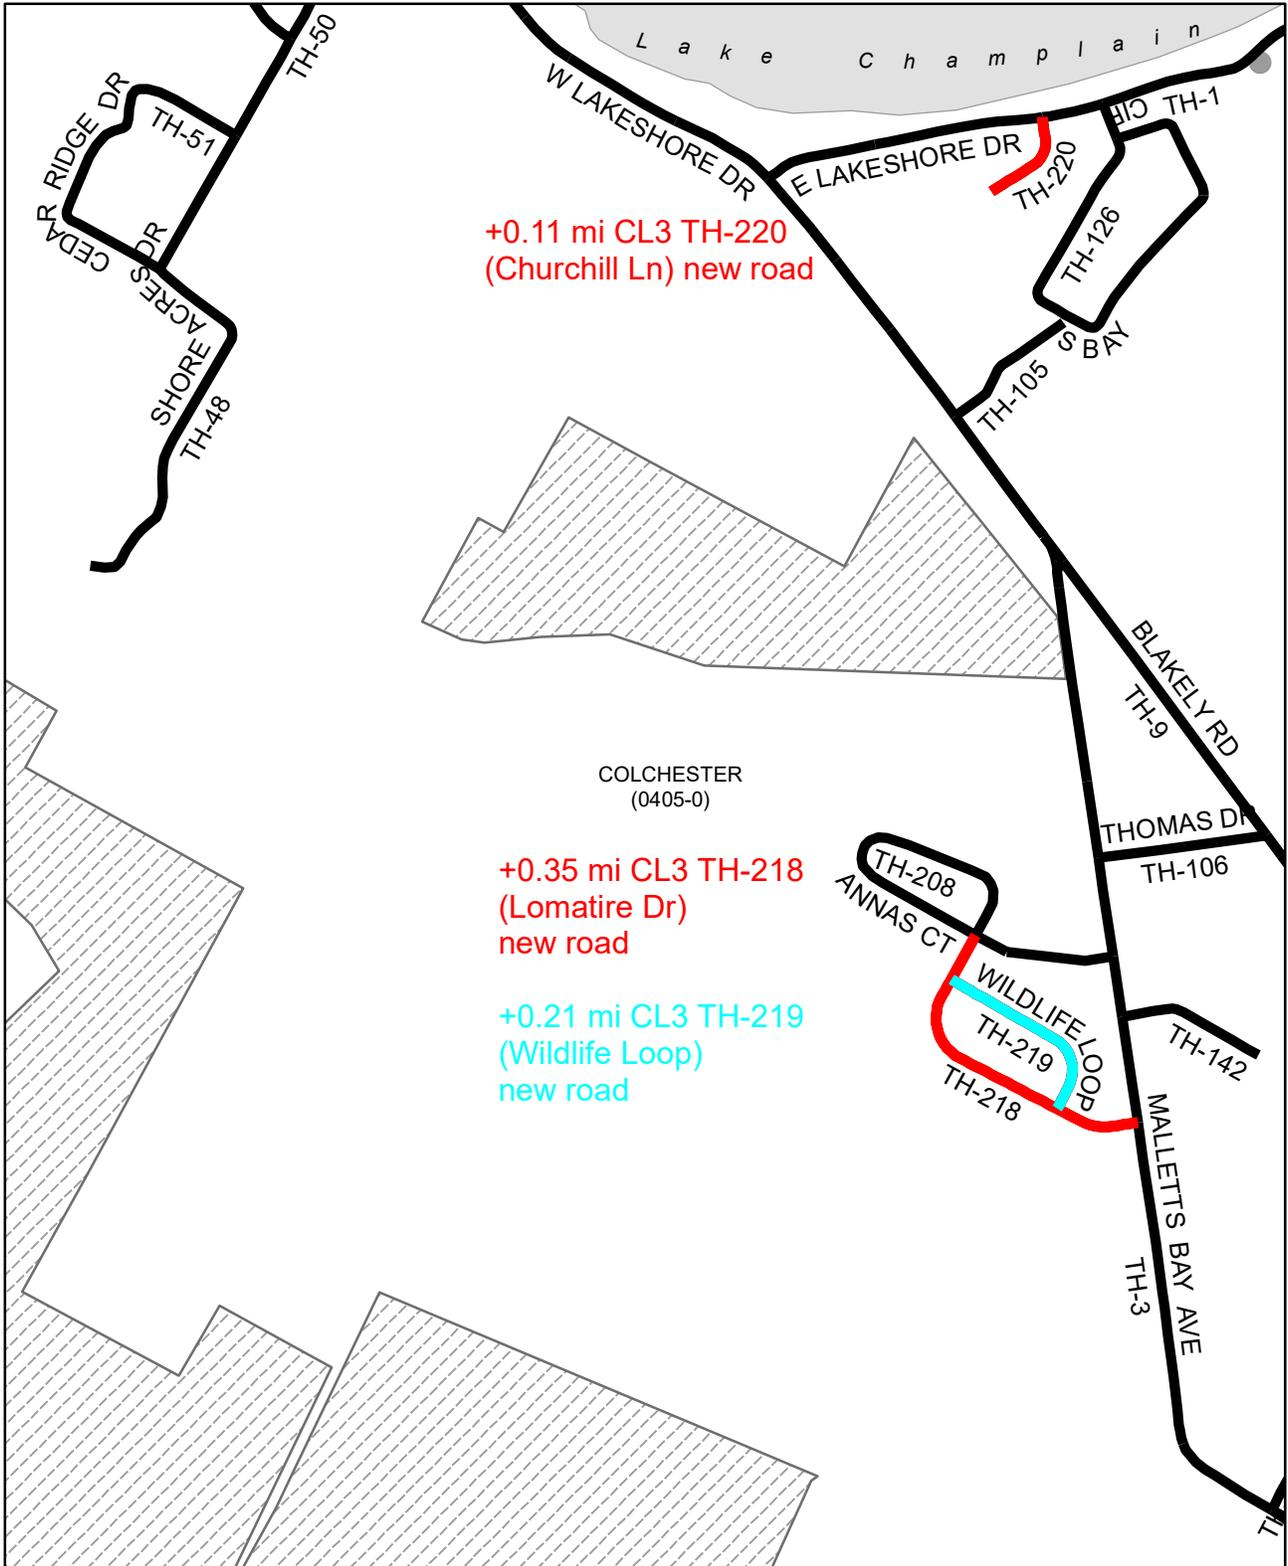 Lake Champlain
TH-50
W LAKESHORE DR
TH-1
E LAKESHORE DR
TH-220
CEDAR RIDGE DR
TH-51
TH-126
S BAY CIR
TH-105
+0.11 mi CL3 TH-220
(Churchill Ln) new road
SHORE ACRES DR
TH-48
BLAKELY RD
TH-9
COLCHESTER
(0405-0)
THOMAS DR
TH-106
+0.35 mi CL3 TH-218
(Lomatire Dr)
new road
TH-208
ANNAS CT
WILDLIFE LOOP
TH-219
TH-218
TH-142
+0.21 mi CL3 TH-219
(Wildlife Loop)
new road
MALLETTS BAY AVE
TH-3